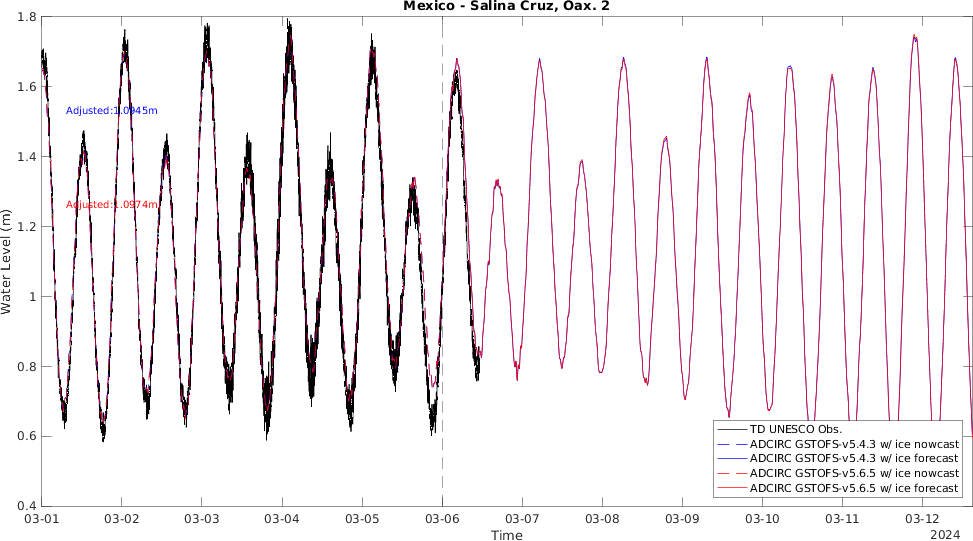 Mexico - Salina Cruz, Oax. 2
1.8
1.6
1.4
1.2
1
0.8
0.6
0.4
Water Level (m)
Adjusted:1.0945m
Adjusted:1.0974m
TD UNESCO Obs.
ADCIRC GSTOFS-v5.4.3 w/ ice nowcast
ADCIRC GSTOFS-v5.4.3 w/ ice forecast
ADCIRC GSTOFS-v5.6.5 w/ ice nowcast
ADCIRC GSTOFS-v5.6.5 w/ ice forecast
03-01 03-02 03-03 03-04 03-05 03-06 03-07 03-08 03-09 03-10 03-11 03-12
Time 2024